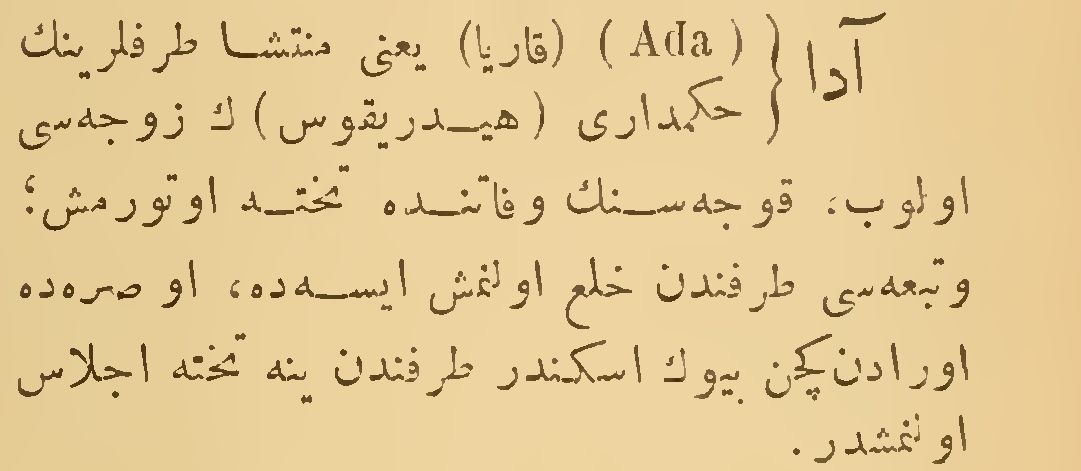 آدا { ( Ada ) (قاريا) يعنى منتشا طرفلرينك
حكمدارى (هيدريقوس) ك زوجه‌سى
اولوب، قوجه‌سنك وفاتنده تختـه اوتورمش؛
وتبعه‌سى طرفندن خلع اولنمش ايسه‌ده، او صره‌ده
اورادن كچن بيوك اسكندر طرفندن ينه تخته اجلاس
اولنمشدر.